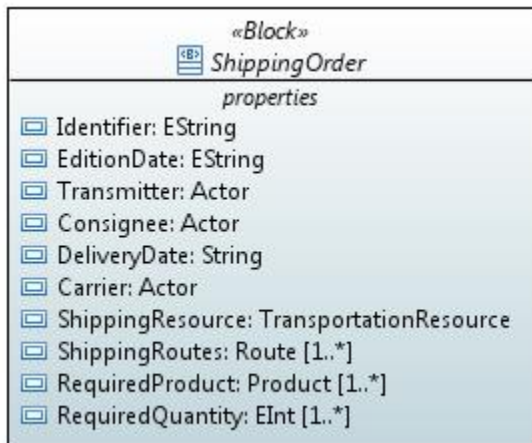 «Block»
«B» ShippingOrder
properties
Identifier: EString
EditionDate: EString
Transmitter: Actor
Consignee: Actor
DeliveryDate: String
Carrier: Actor
ShippingResource: TransportationResource
ShippingRoutes: Route [1..*]
RequiredProduct: Product [1..*]
RequiredQuantity: EInt [1..*]